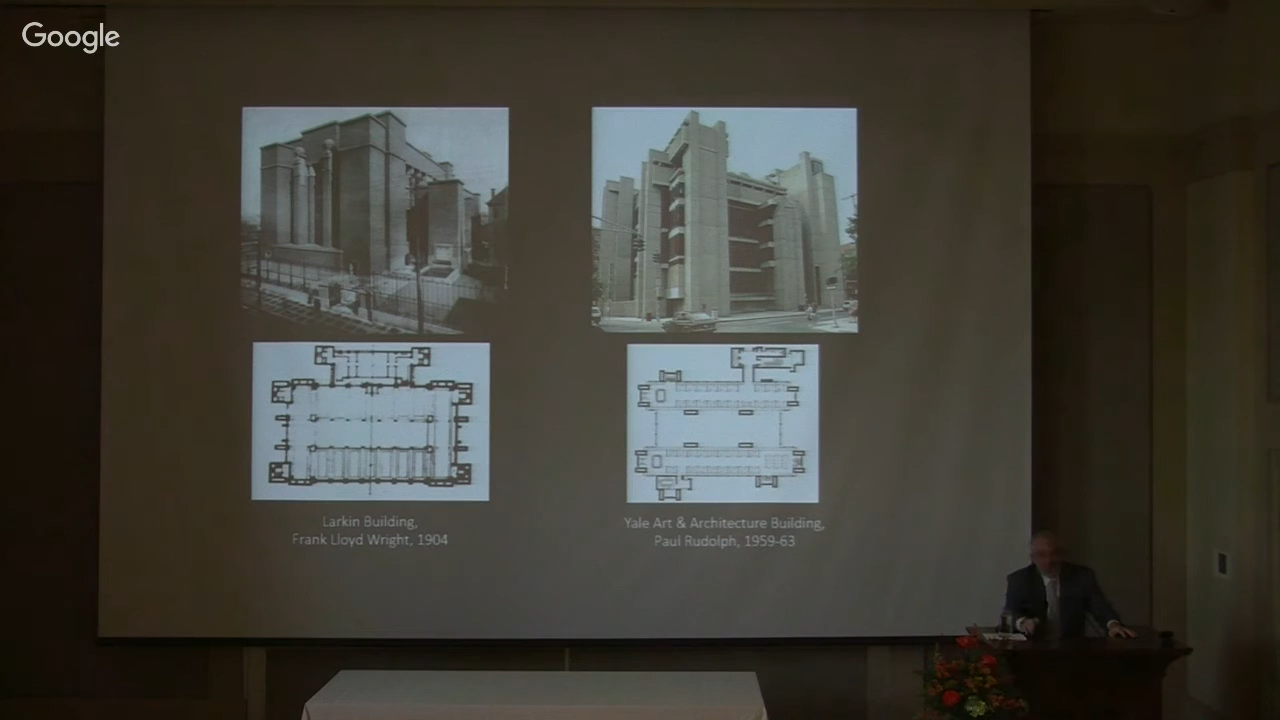 Google
Larkin Building,
Frank Lloyd Wright, 1904
Yale Art & Architecture Building,
Paul Rudolph, 1959-63